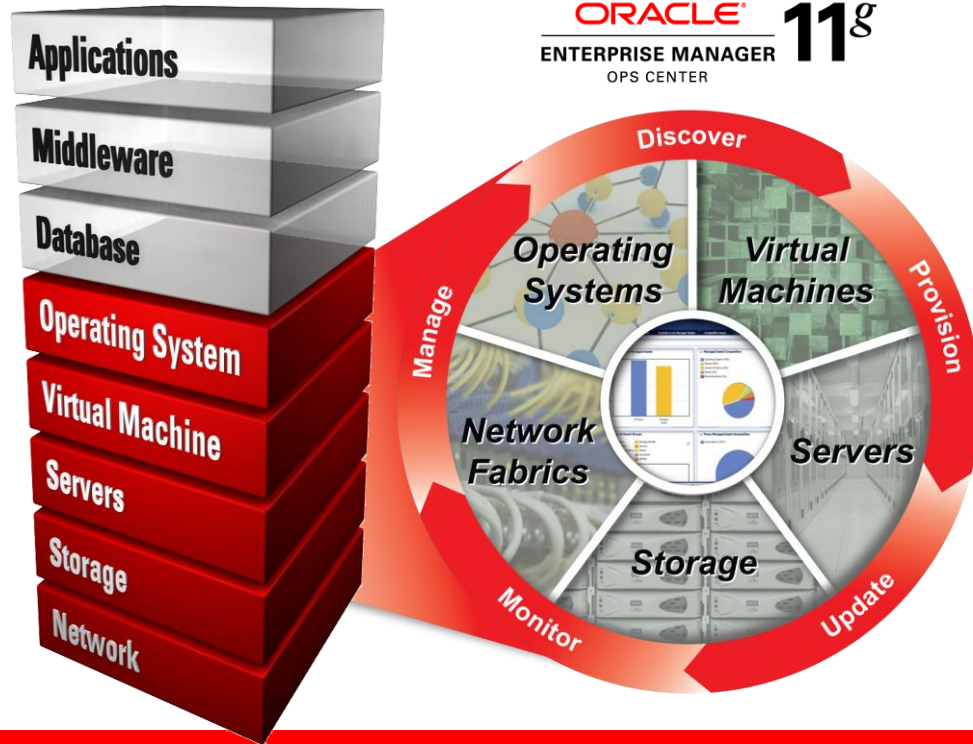 Applications
Middleware
Database
Operating System
Virtual Machine
Servers
Storage
Network
ORACLE®
ENTERPRISE MANAGER 11g
OPS CENTER
Discover
Provision
Update
Monitor
Manage
Operating
Systems
Virtual
Machines
Servers
Storage
Network
Fabrics